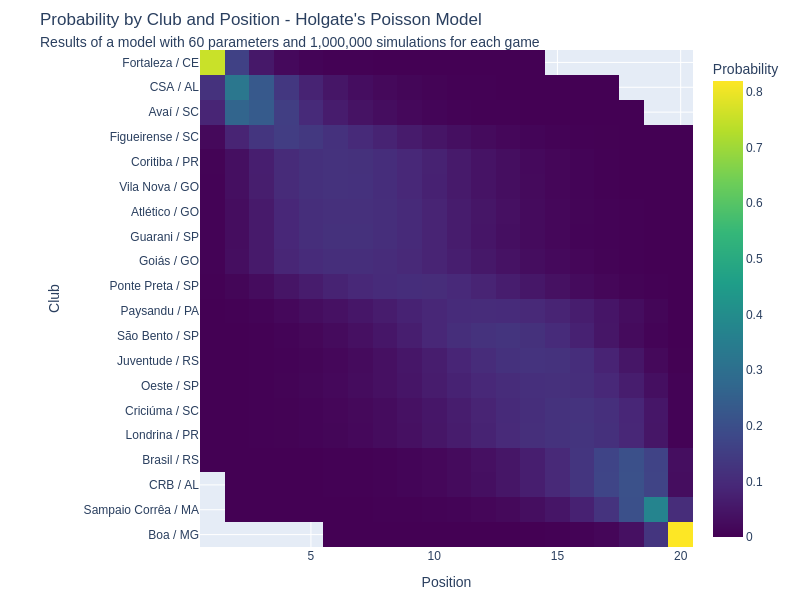 Probability by Club and Position - Holgate's Poisson Model
Results of a model with 60 parameters and 1,000,000 simulations for each game
Fortaleza / CE
CSA / AL
Avaí / SC
Figueirense / SC
Coritiba / PR
Vila Nova / GO
Atlético / GO
Guarani / SP
Goiás / GO
Ponte Preta / SP
Paysandu / PA
São Bento / SP
Juventude / RS
Oeste / SP
Criciúma / SC
Londrina / PR
Brasil / RS
CRB / AL
Sampaio Corrêa / MA
Boa / MG
Club
5
10
15
20
Position
Probability
0.8
0.7
0.6
0.5
0.4
0.3
0.2
0.1
0